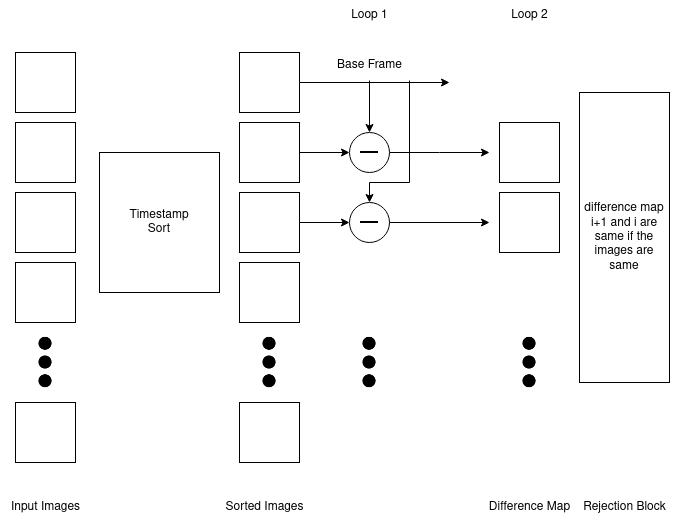 Loop 1
Loop 2
Base Frame
Timestamp
Sort
difference map
i+1 and i are
same if the
images are
same
Input Images
Sorted Images
Difference Map
Rejection Block